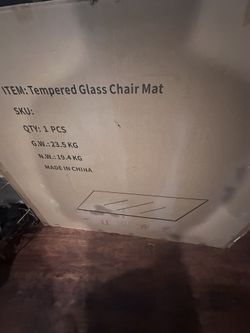 ITEM: Tempered Glass Chair Mat
SKU:
QTY: 1 PCS
G.W.: 23.5 KG
N.W.: 19.4 KG
MADE IN CHINA